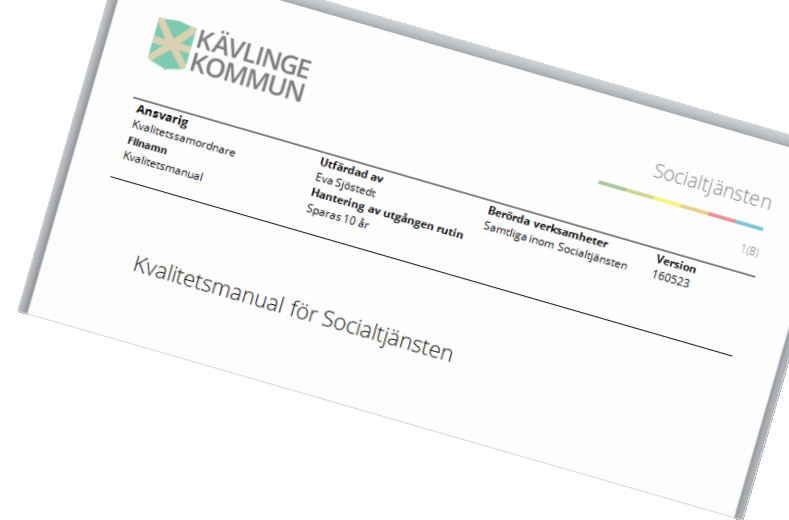 KÄVLINGE
KOMMUN
Socialtjänsten
1(8)
Ansvarig
Kvalitetssamordnare
Filnamn
Kvalitetsmanual
Utfärdad av
Eva Sjöstedt
Hantering av utgången rutin
Sparas 10 år
Berörda verksamheter
Samtliga inom Socialtjänsten
Version
160523
Kvalitetsmanual för Socialtjänsten